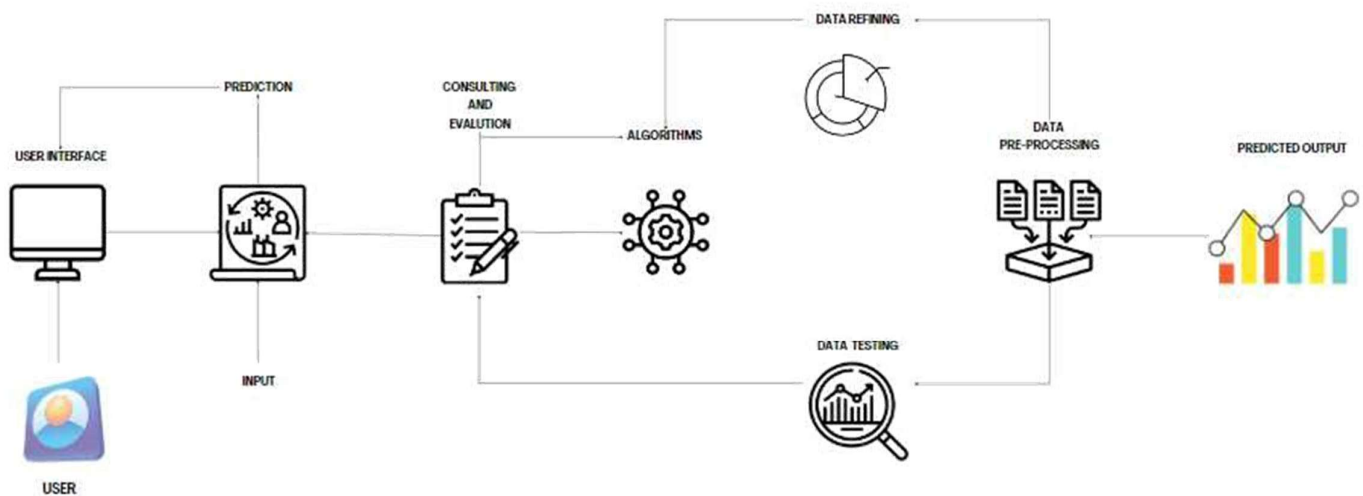 DATA REFINING
PREDICTION
CONSULTING
AND
EVALUTION
ALGORITHMS
DATA
PRE-PROCESSING
USER INTERFACE
PREDICTED OUTPUT
DATA TESTING
INPUT
USER